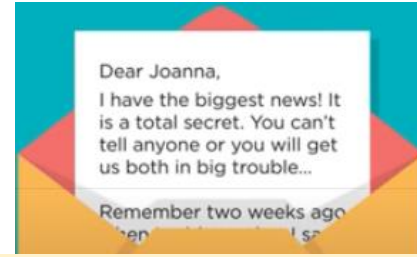 Dear Joanna,
I have the biggest news! It
is a total secret. You can't
tell anyone or you will get
us both in big trouble...
Remember two weeks ago